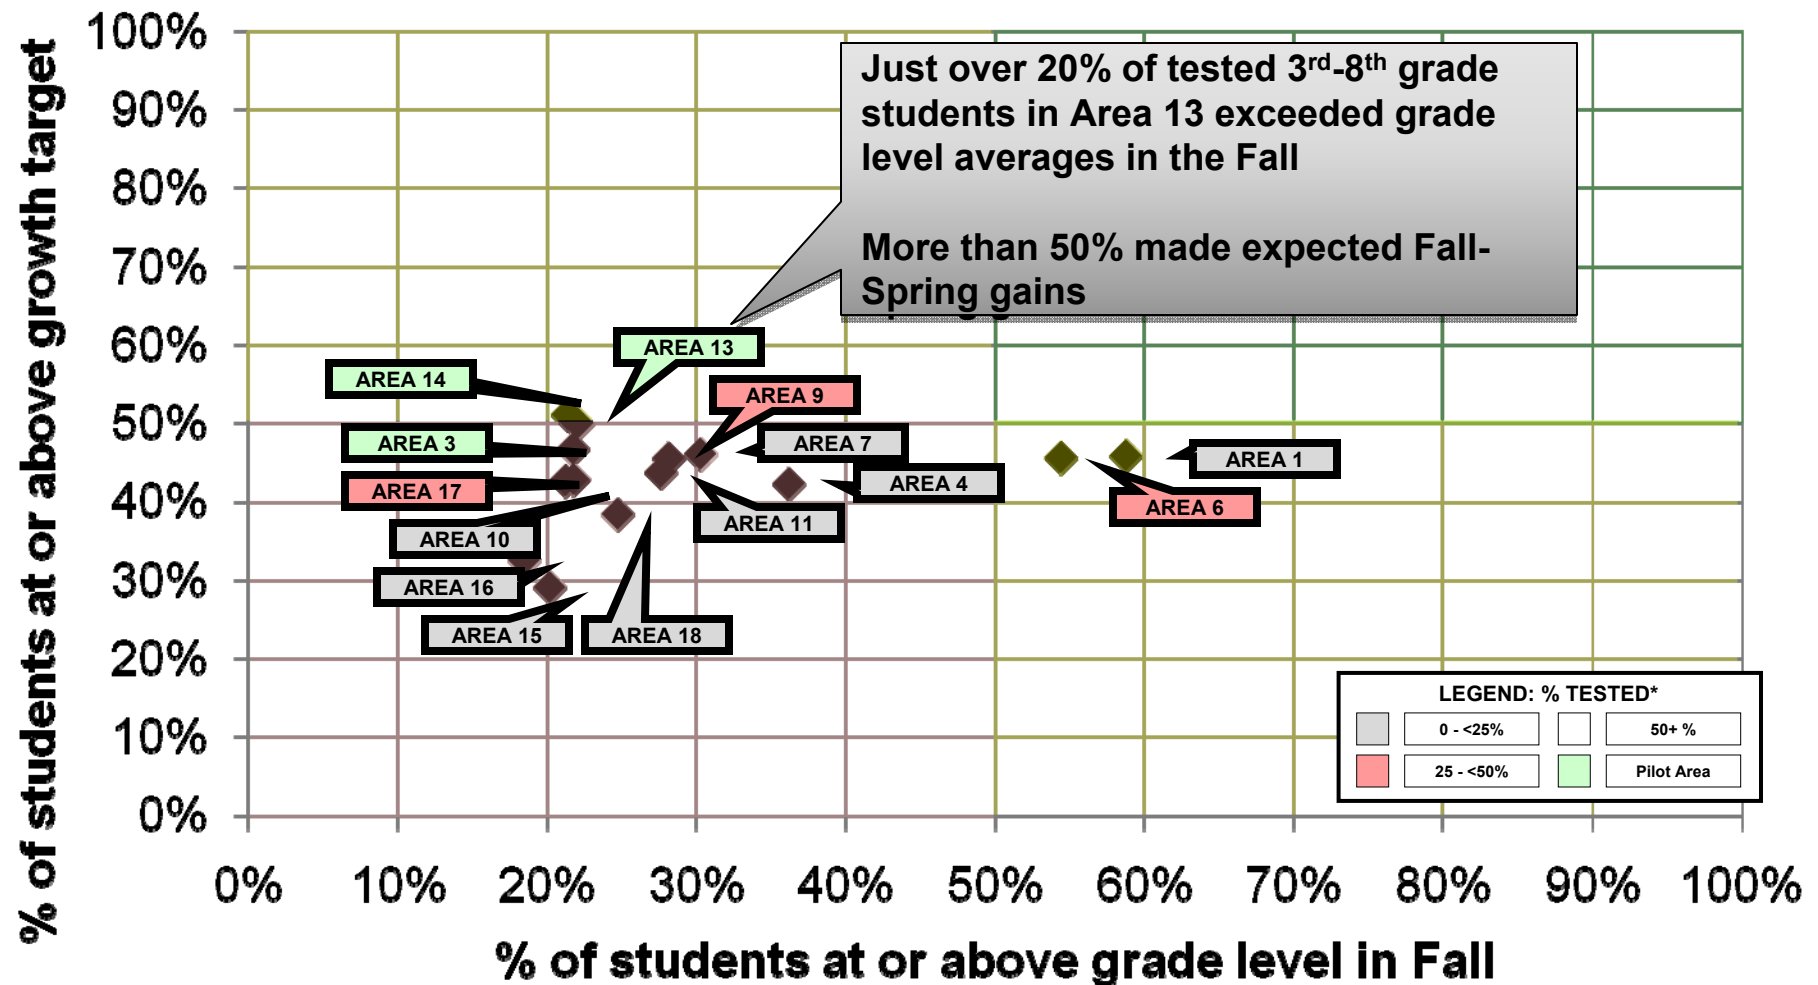 % of students at or above growth target
100%
90%
80%
70%
60%
50%
40%
30%
20%
10%
0%
Just over 20% of tested 3rd-8th grade
students in Area 13 exceeded grade
level averages in the Fall
More than 50% made expected Fall-
Spring gains
AREA 13
AREA 14
AREA 9
AREA 3
AREA 7
AREA 1
AREA 17
AREA 4
AREA 6
AREA 11
AREA 10
AREA 16
AREA 15
AREA 18
LEGEND: % TESTED*
0 - <25%
50+ %
25 - <50%
Pilot Area
0% 10% 20% 30% 40% 50% 60% 70% 80% 90% 100%
% of students at or above grade level in Fall